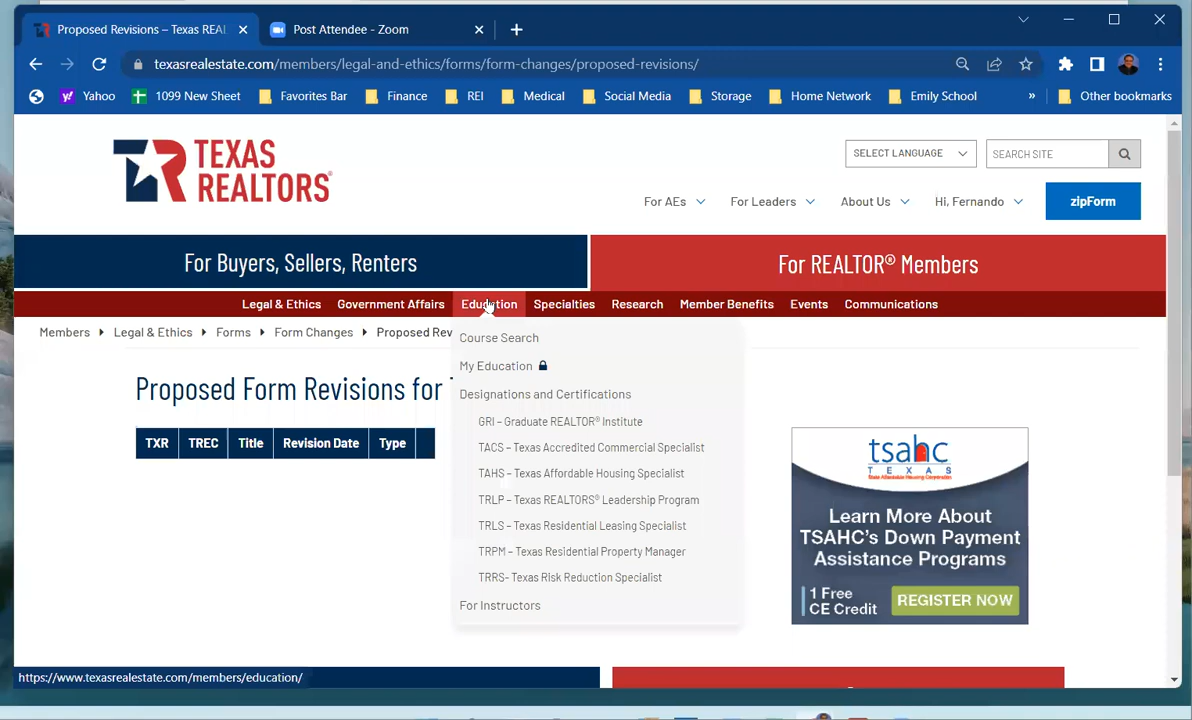 Proposed Revisions – Texas REAL
Post Attendee - Zoom
texasrealestate.com/members/legal-and-ethics/forms/form-changes/proposed-revisions/
Yahoo
1099 New Sheet
Favorites Bar
Finance
REI
Medical
Social Media
Storage
Home Network
Emily School
»
Other bookmarks
TEXAS
REALTORS®
SELECT LANGUAGE
SEARCH SITE
For AEs
For Leaders
About Us
Hi, Fernando
zipForm
For Buyers, Sellers, Renters
For REALTOR® Members
Legal & Ethics
Government Affairs
Education
Specialties
Research
Member Benefits
Events
Communications
Members
Legal & Ethics
Forms
Form Changes
Proposed Rev
Course Search
My Education
Designations and Certifications
GRI – Graduate REALTOR® Institute
TACS – Texas Accredited Commercial Specialist
TAHS – Texas Affordable Housing Specialist
TRLP – Texas REALTORS® Leadership Program
TRLS – Texas Residential Leasing Specialist
TRPM – Texas Residential Property Manager
TRRS- Texas Risk Reduction Specialist
For Instructors
Proposed Form Revisions for
TXR
TREC
Title
Revision Date
Type
tsahc
TEXAS
State Affordable Housing Corporation
Learn More About
TSAHC's Down Payment
Assistance Programs
1 Free
CE Credit
REGISTER NOW
https://www.texasrealestate.com/members/education/